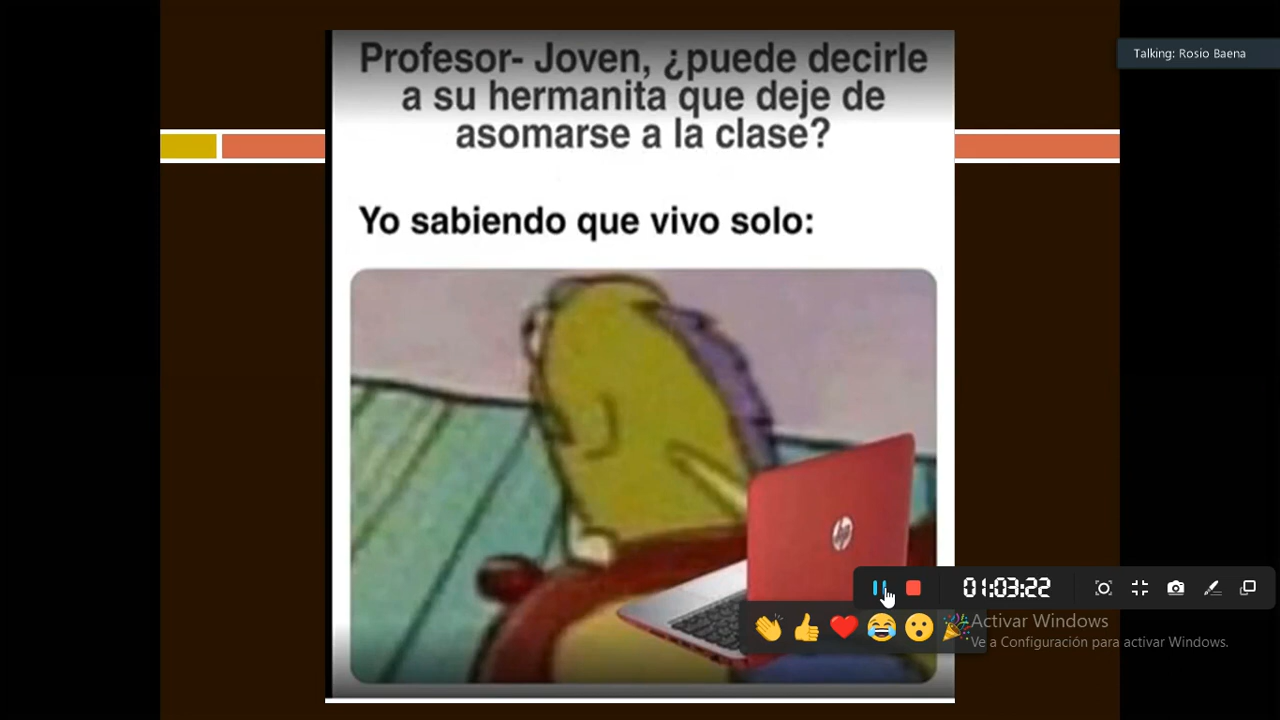 Profesor- Joven, ¿puede decirle
a su hermanita que deje de
asomarse a la clase?
Yo sabiendo que vivo solo:
Talking: Rosio Baena
hp
01:03:22
Activar Windows
Ve a Configuración para activar Windows.